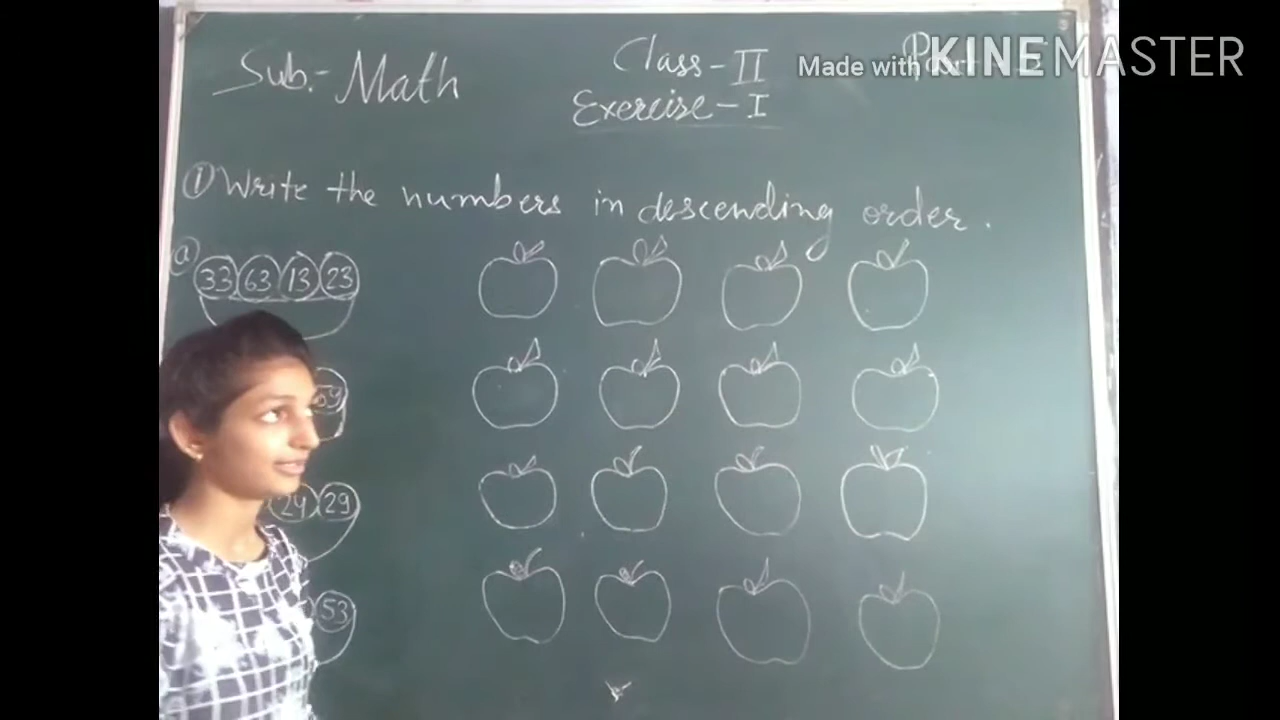 Sub:- Math
Class - II
Made with KINEMASTER
Exercise - I
① Write the numbers in descending order.
ⓐ 33 63 13 23
59
24 29
53